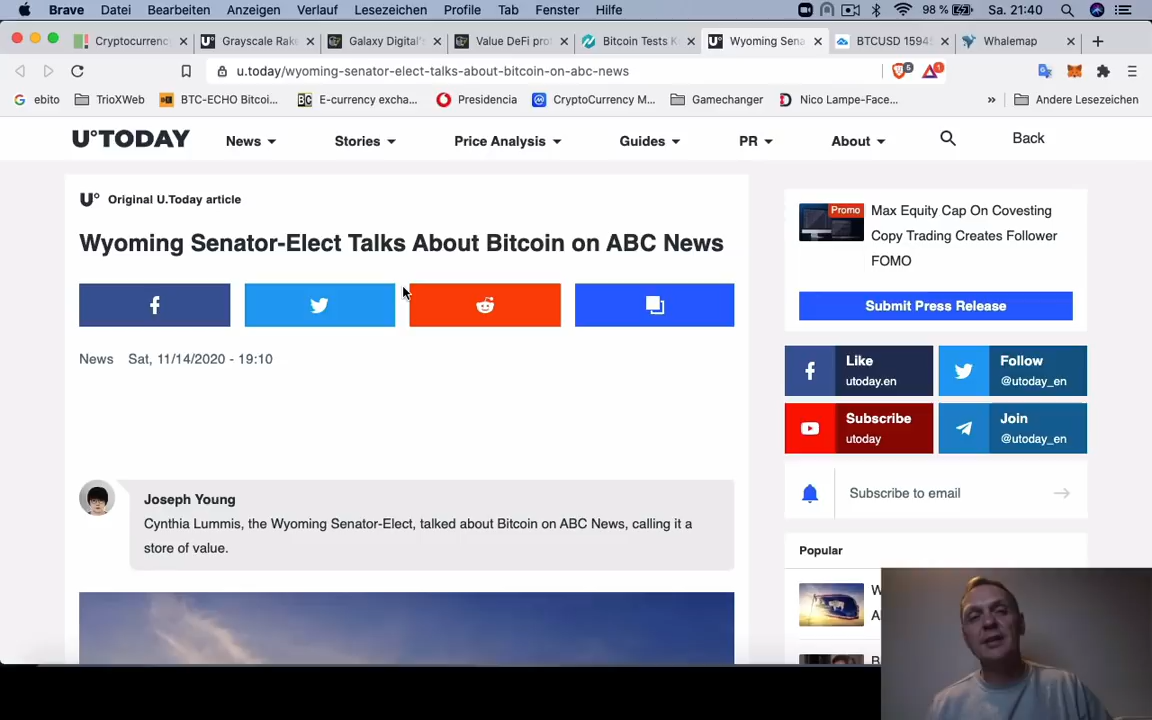 Brave Datei Bearbeiten Anzeigen Verlauf Lesezeichen Profile Tab Fenster Hilfe 98 % Sa. 21:40
Cryptocurrenc Grayscale Rak Galaxy Digital's Value DeFi pro Bitcoin Tests K Wyoming Sena BTCUSD 1594 Whalemap
u.today/wyoming-senator-elect-talks-about-bitcoin-on-abc-news 5 1
ebito TrioXWeb BTC-ECHO Bitcoi... E-currency excha... Presidencia CryptoCurrency M... Gamechanger Nico Lampe-Face... » Andere Lesezeichen
U°TODAY News Stories Price Analysis Guides PR About Back
U° Original U.Today article
Wyoming Senator-Elect Talks About Bitcoin on ABC News
News Sat, 11/14/2020 - 19:10
Joseph Young
Cynthia Lummis, the Wyoming Senator-Elect, talked about Bitcoin on ABC News, calling it a
store of value.
Promo
Max Equity Cap On Covesting
Copy Trading Creates Follower
FOMO
Submit Press Release
Like
utoday.en
Follow
@utoday_en
Subscribe
utoday
Join
@utoday_en
Subscribe to email
Popular